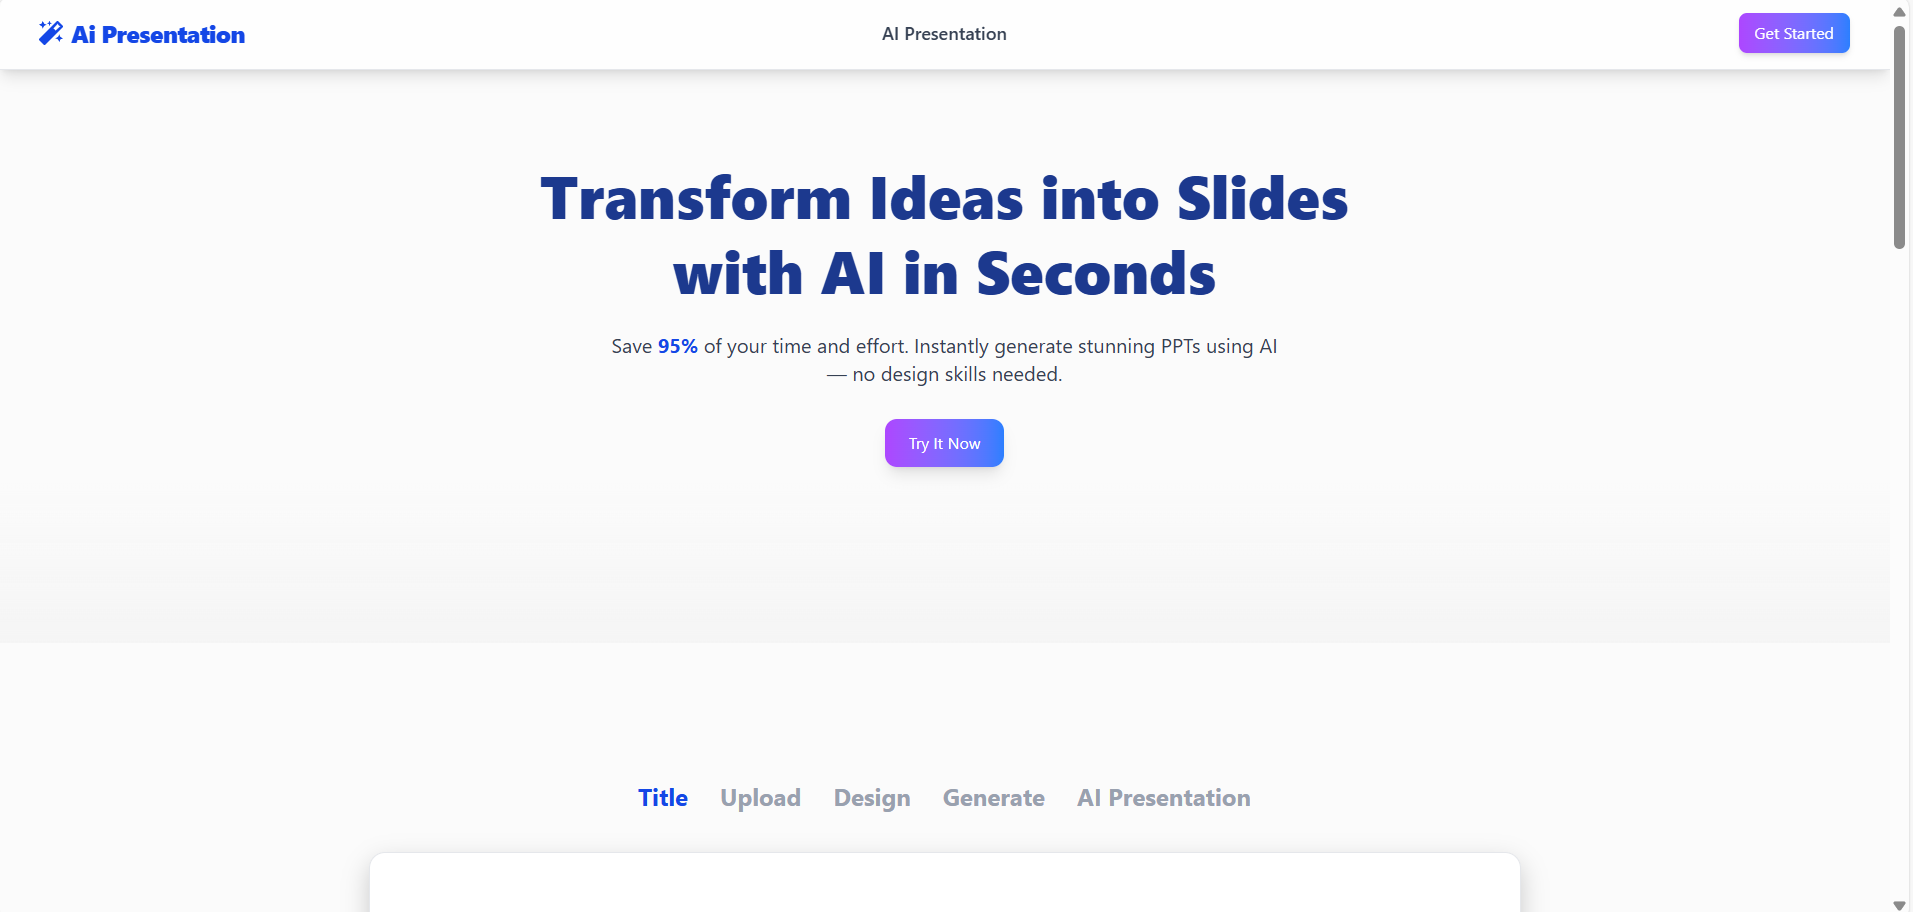 Ai Presentation
AI Presentation
Get Started
Transform Ideas into Slides
with AI in Seconds
Save 95% of your time and effort. Instantly generate stunning PPTs using AI
— no design skills needed.
Try It Now
Title Upload Design Generate AI Presentation